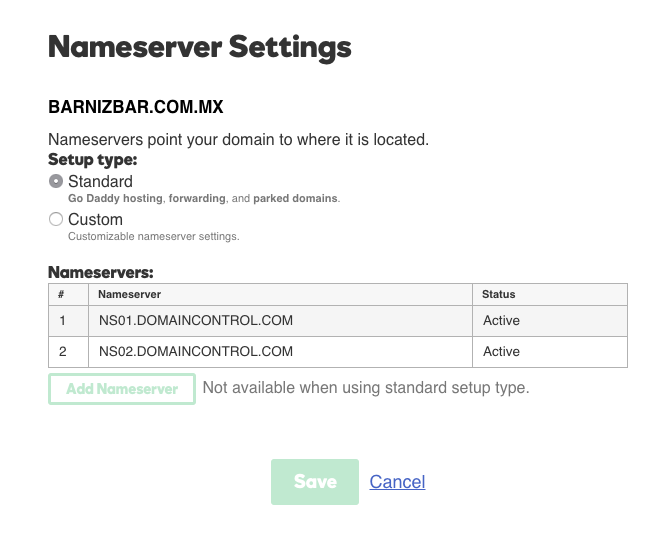 Nameserver Settings
BARNIZBAR.COM.MX
Nameservers point your domain to where it is located.
Setup type:
Standard
Go Daddy hosting, forwarding, and parked domains.
Custom
Customizable nameserver settings.
Nameservers:
# Nameserver Status
1 NS01.DOMAINCONTROL.COM Active
2 NS02.DOMAINCONTROL.COM Active
Add Nameserver Not available when using standard setup type.
Save Cancel